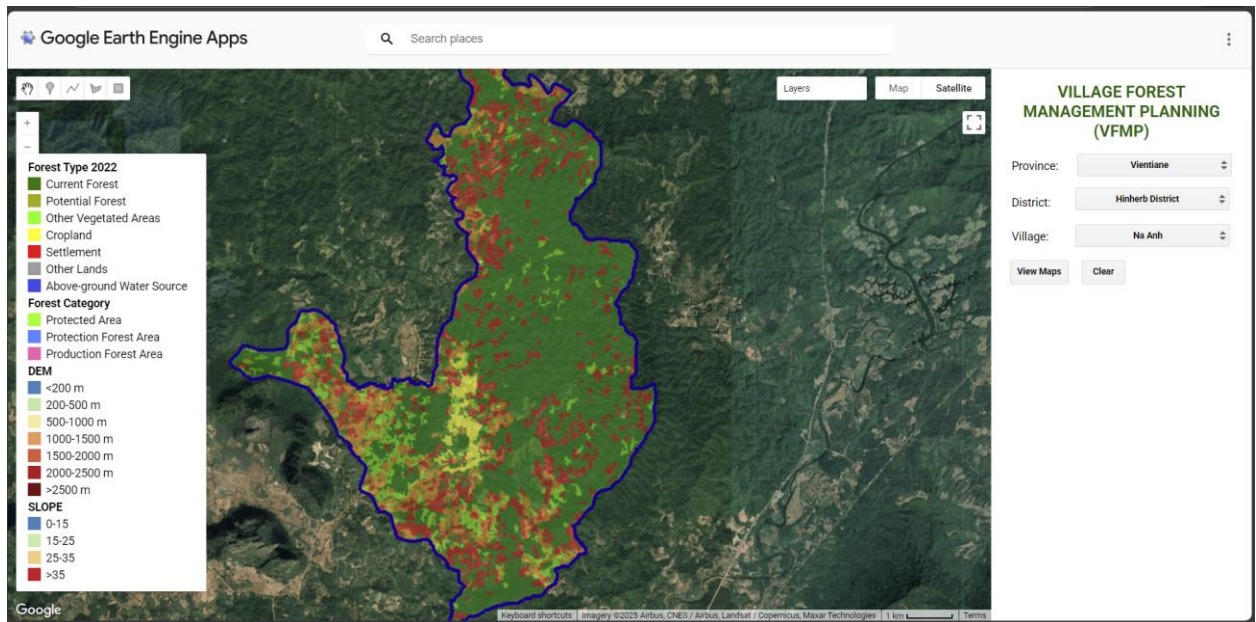 Google Earth Engine Apps
Search places
Layers
Map
Satellite
+
−
Forest Type 2022
Current Forest
Potential Forest
Other Vegetated Areas
Cropland
Settlement
Other Lands
Above-ground Water Source
Forest Category
Protected Area
Protection Forest Area
Production Forest Area
DEM
<200 m
200-500 m
500-1000 m
1000-1500 m
1500-2000 m
2000-2500 m
>2500 m
SLOPE
0-15
15-25
25-35
>35
Google
Keyboard shortcuts
Imagery ©2025 Airbus, CNES / Airbus, Landsat / Copernicus, Maxar Technologies
1 km
Terms
VILLAGE FOREST
MANAGEMENT PLANNING
(VFMP)
Province: Vientiane
District: Hinherb District
Village: Na Anh
View Maps
Clear